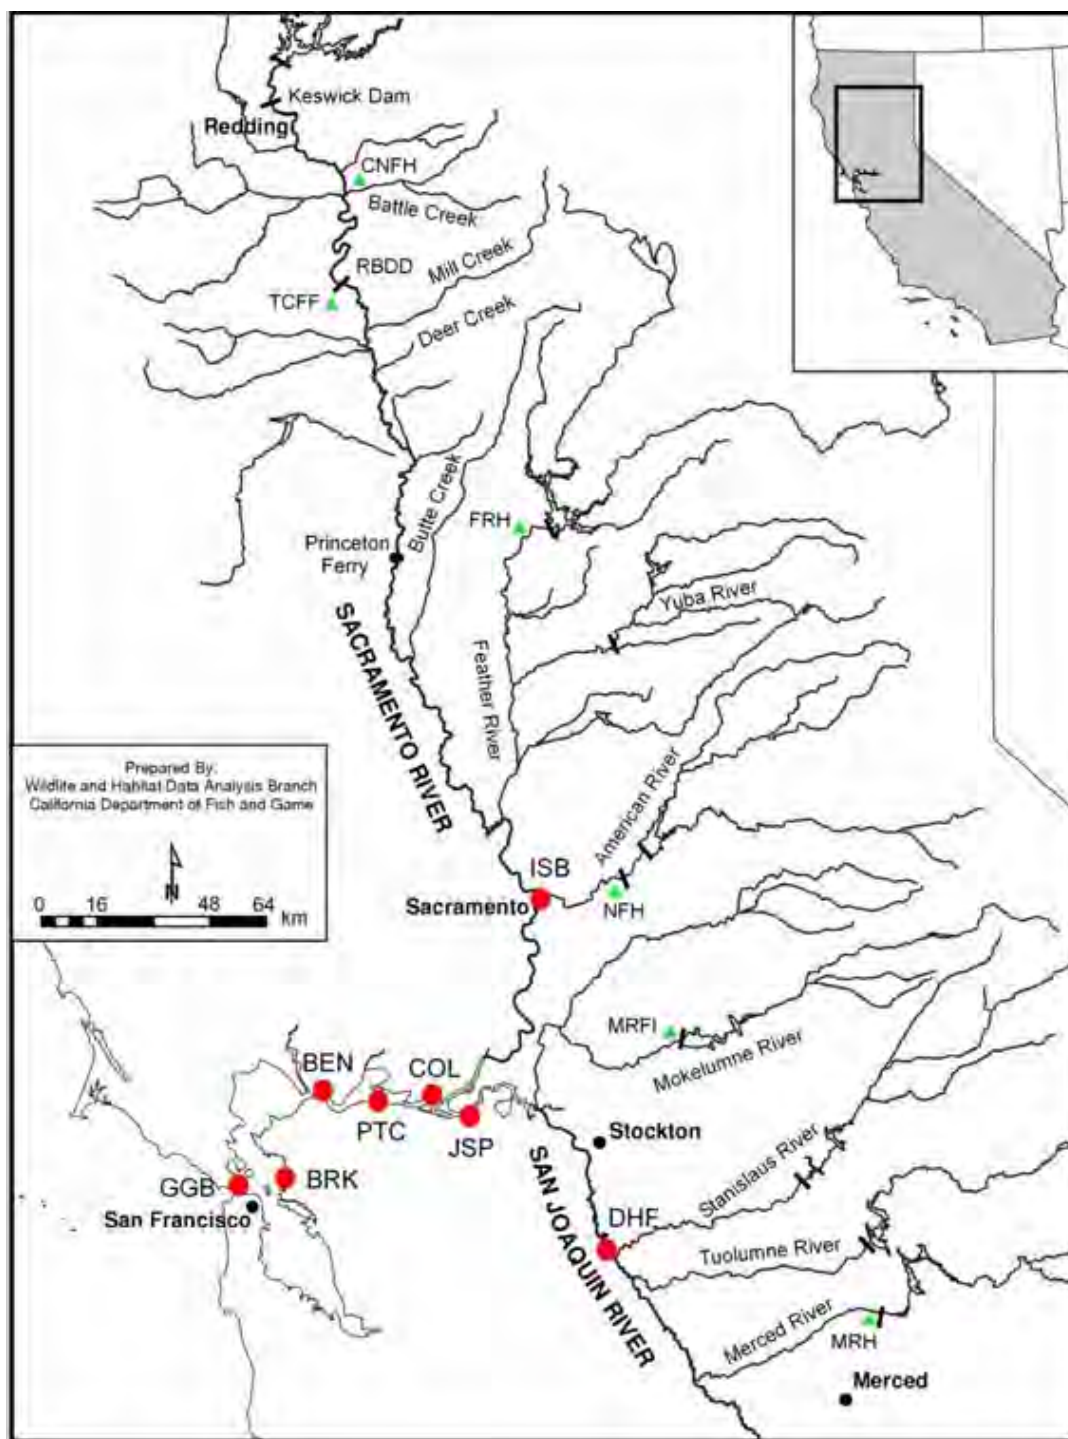 Keswick Dam
Redding
CNFH
Battle Creek
RBDD
Mill Creek
TCFF
Deer Creek
Butte Creek
FRH
Princeton
Ferry
Yuba River
SACRAMENTO RIVER
Feather River
Prepared By:
Wildlife and Habitat Data Analysis Branch
California Department of Fish and Game
N
0 16 48 64
km
American River
ISB
Sacramento
NFH
MRFI
Mokelumne River
BEN
COL
PTC
JSP
Stockton
Stanislaus River
GGB
BRK
San Francisco
SAN JOAQUIN RIVER
DHF
Tuolumne River
Merced River
MRH
Merced